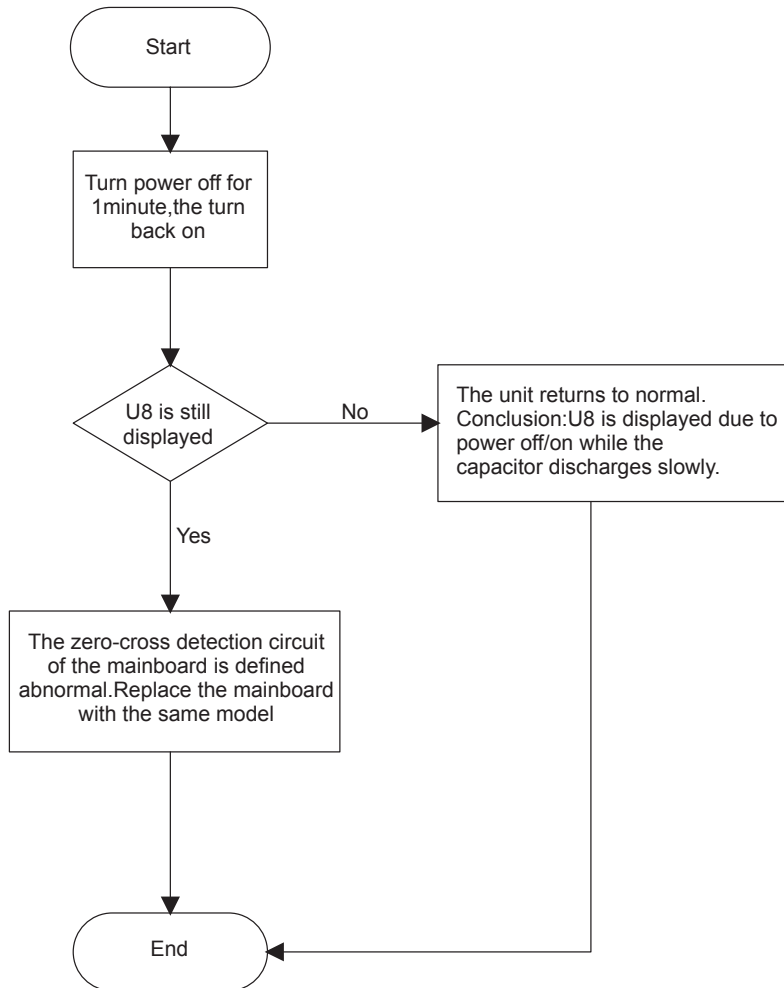 Start
Turn power off for
1minute,the turn
back on
U8 is still
displayed
No
The unit returns to normal.
Conclusion:U8 is displayed due to
power off/on while the
capacitor discharges slowly.
Yes
The zero-cross detection circuit
of the mainboard is defined
abnormal.Replace the mainboard
with the same model
End